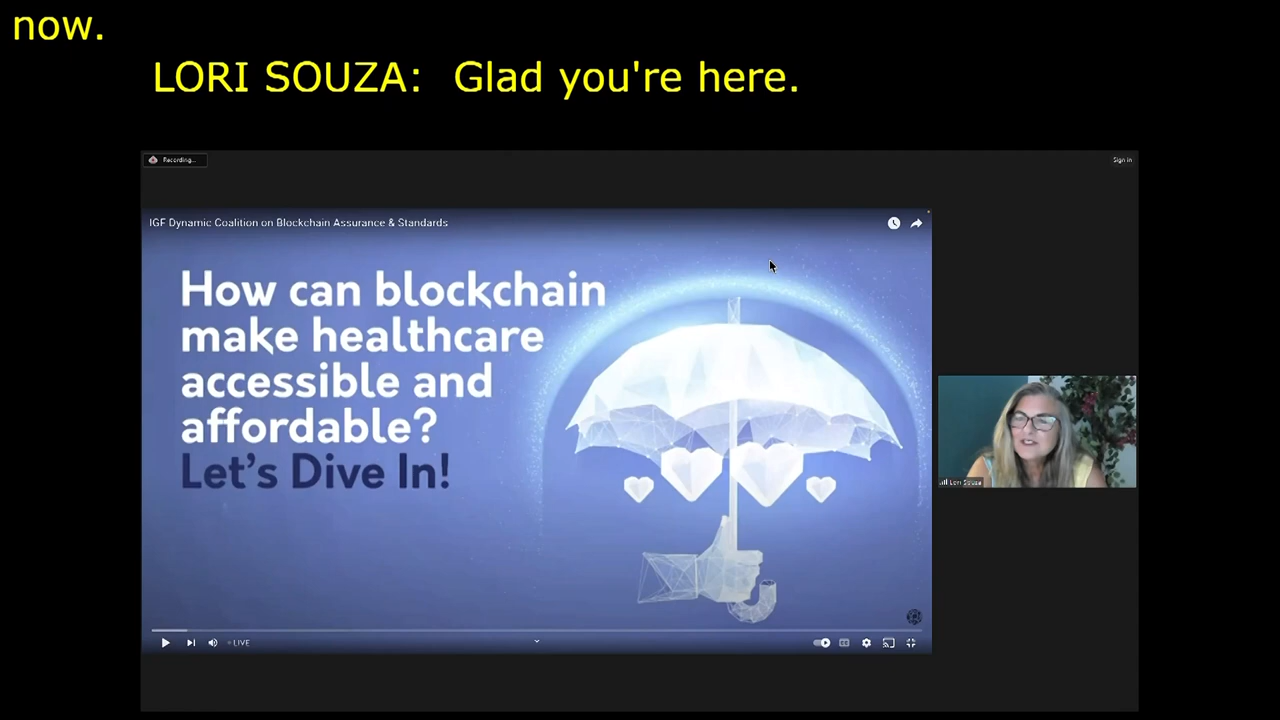 now.
LORI SOUZA:  Glad you're here.
Recording...
Sign in
IGF Dynamic Coalition on Blockchain Assurance & Standards
How can blockchain
make healthcare
accessible and
affordable?
Let's Dive In!
Lori Souza
LIVE